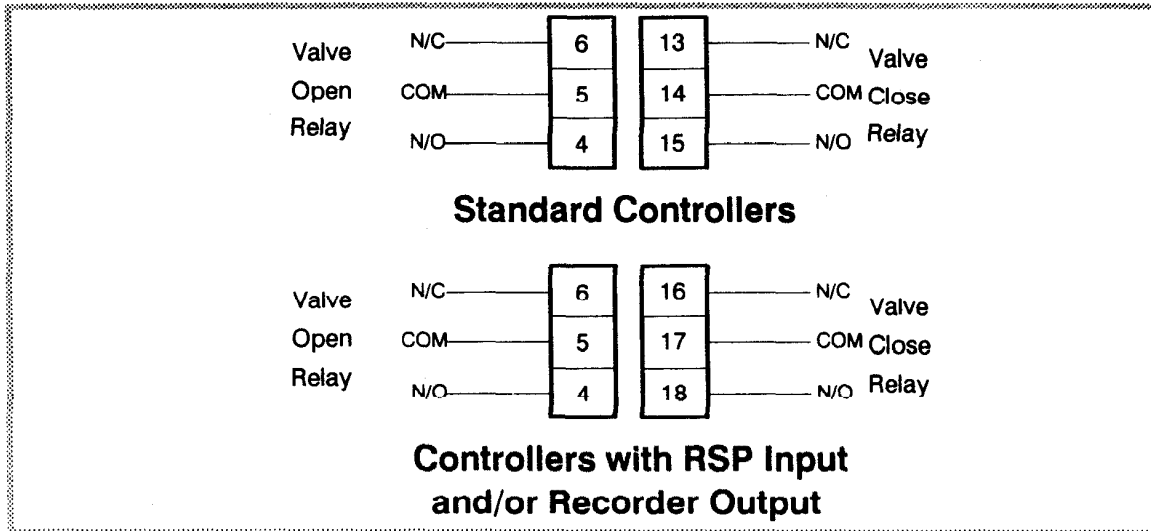 Valve Open Relay
N/C 6 13 N/C
COM 5 14 COM
N/O 4 15 N/O
Valve Close Relay
Standard Controllers
Valve Open Relay
N/C 6 16 N/C
COM 5 17 COM
N/O 4 18 N/O
Valve Close Relay
Controllers with RSP Input
and/or Recorder Output